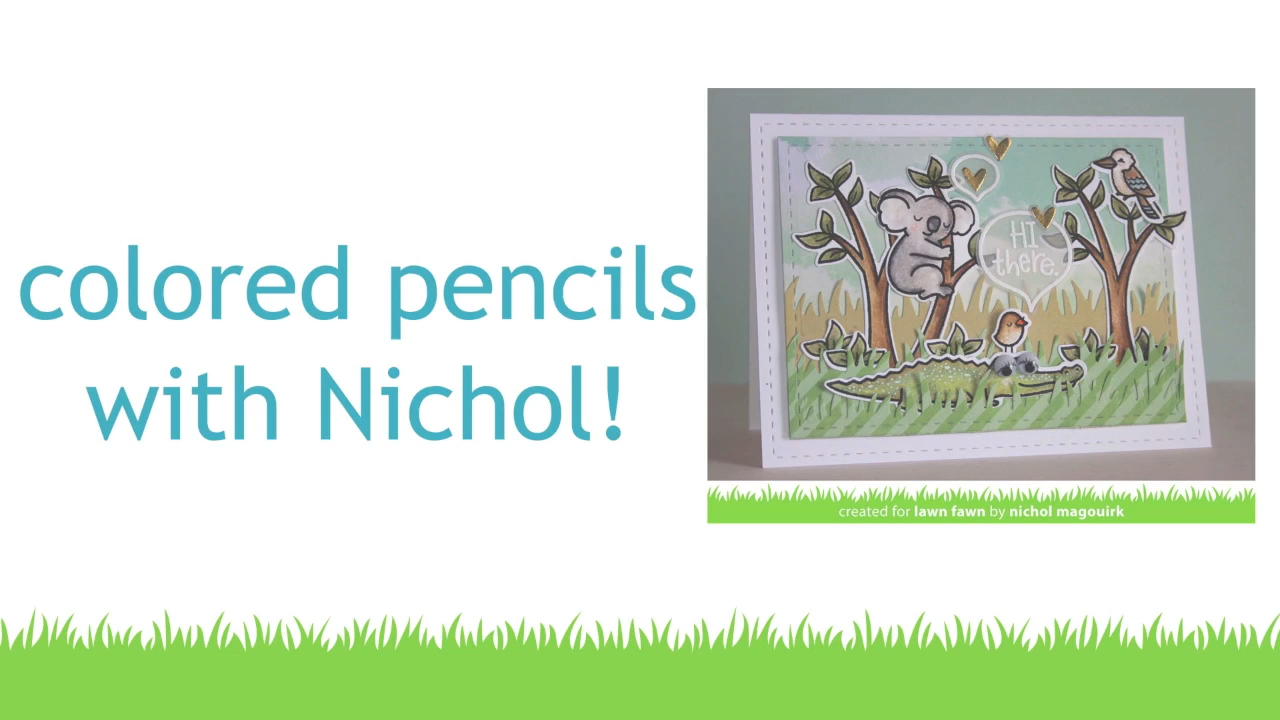 colored pencils
with Nichol!
HI
there.
created for lawn fawn by nichol magouirk